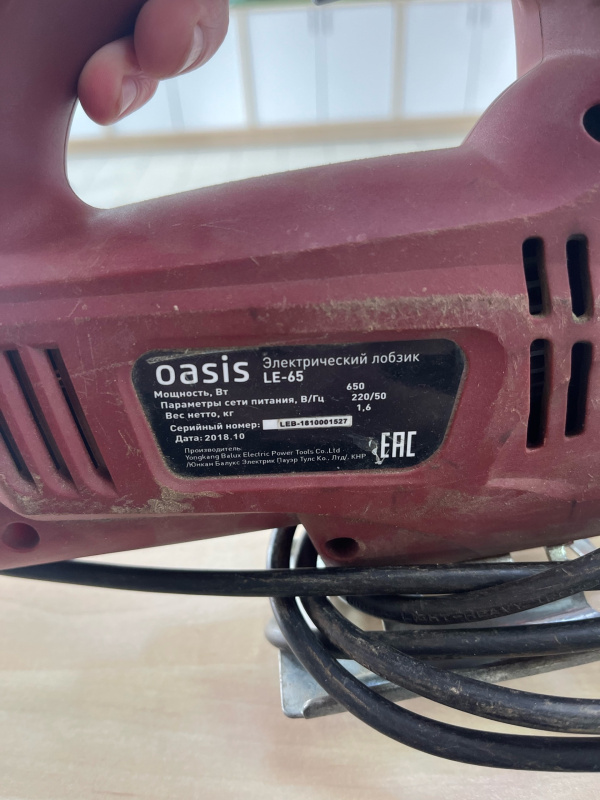 oasis Электрический лобзик
LE-65
Мощность, Вт 650
Параметры сети питания, В/Гц 220/50
Вес нетто, кг 1,6
Серийный номер: LEB-1810001527
Дата: 2018.10
Производитель:
Yongkang Balux Electric Power Tools Co.,Ltd
/Юнкан Балукс Электрик Пауэр Тулс Ко., Лтд/, КНР
EAC